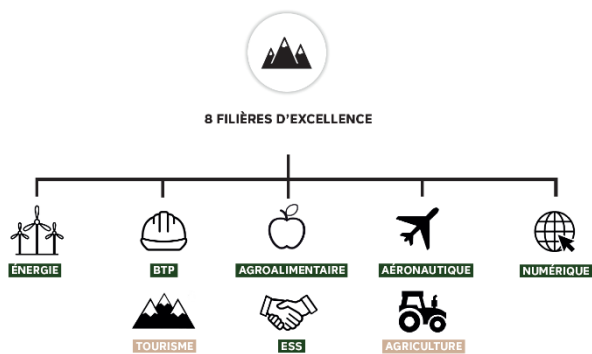 8 FILIÈRES D'EXCELLENCE
ÉNERGIE
BTP
AGROALIMENTAIRE
AÉRONAUTIQUE
NUMÉRIQUE
TOURISME
ESS
AGRICULTURE